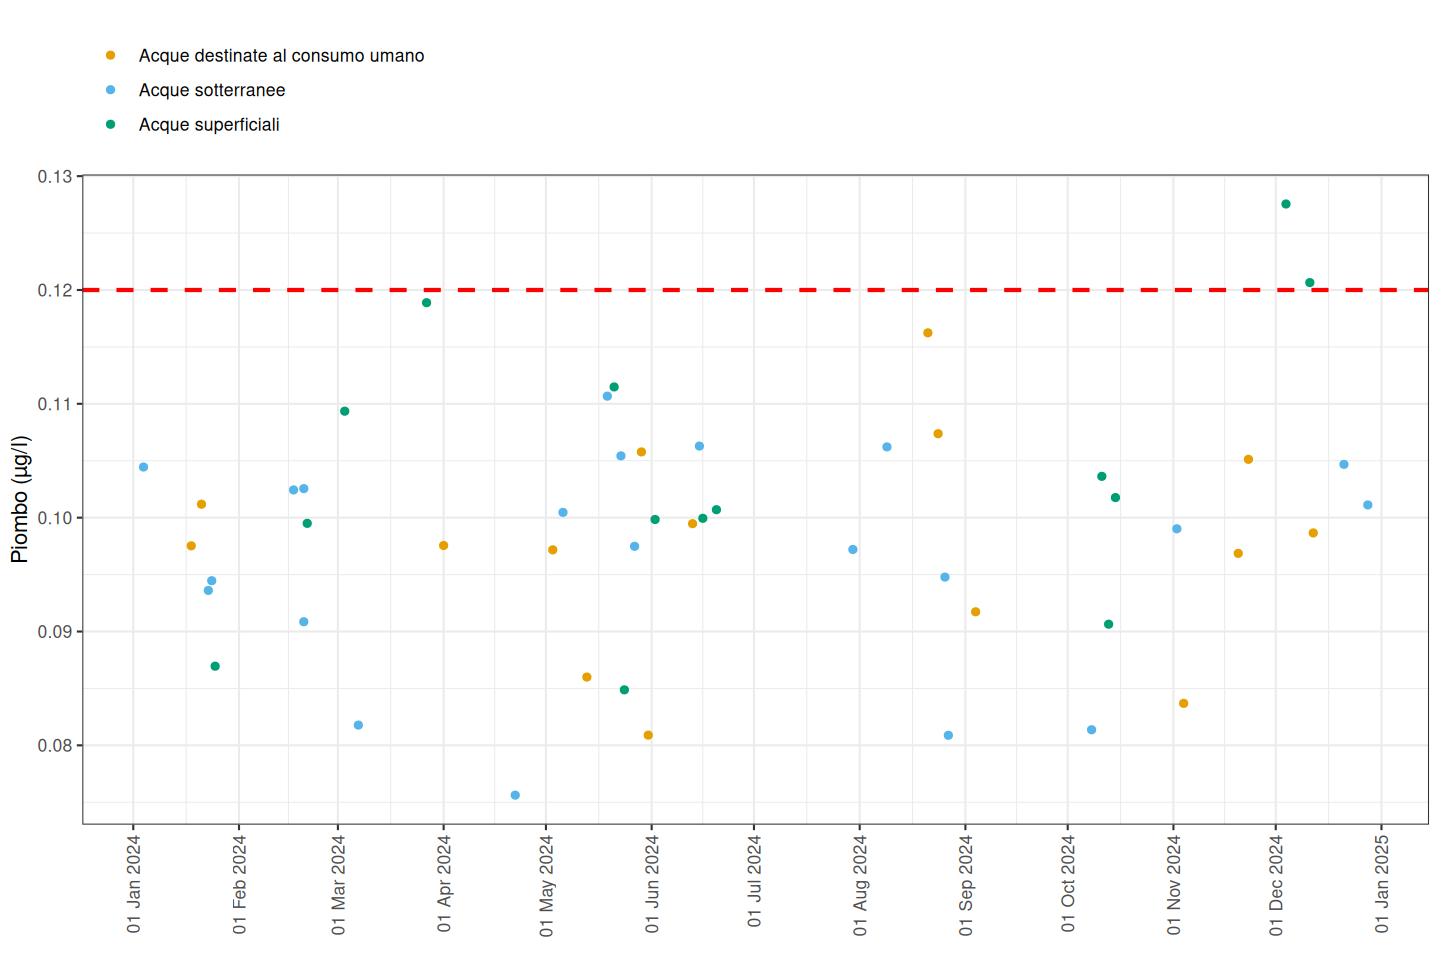 Acque destinate al consumo umano
Acque sotterranee
Acque superficiali
0.13
0.12
0.11
0.10
0.09
0.08
Piombo (µg/l)
01 Jan 2024
01 Feb 2024
01 Mar 2024
01 Apr 2024
01 May 2024
01 Jun 2024
01 Jul 2024
01 Aug 2024
01 Sep 2024
01 Oct 2024
01 Nov 2024
01 Dec 2024
01 Jan 2025